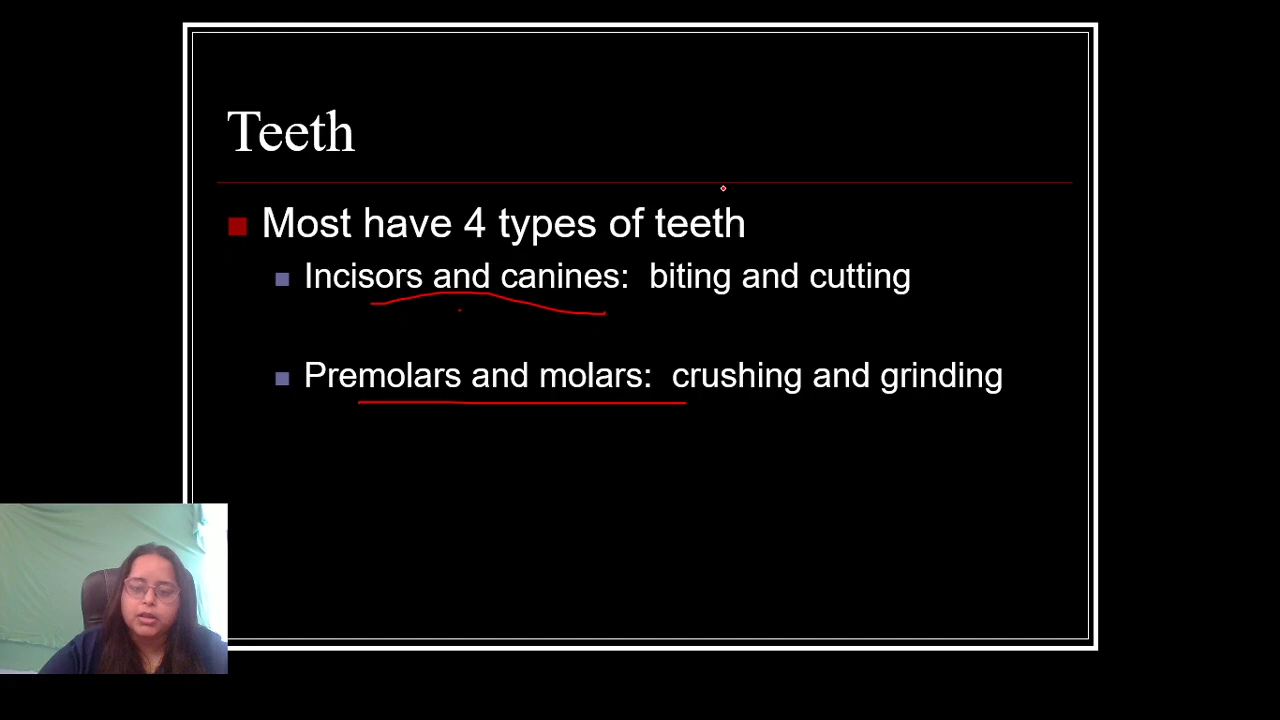 Teeth
Most have 4 types of teeth
Incisors and canines:  biting and cutting
Premolars and molars:  crushing and grinding